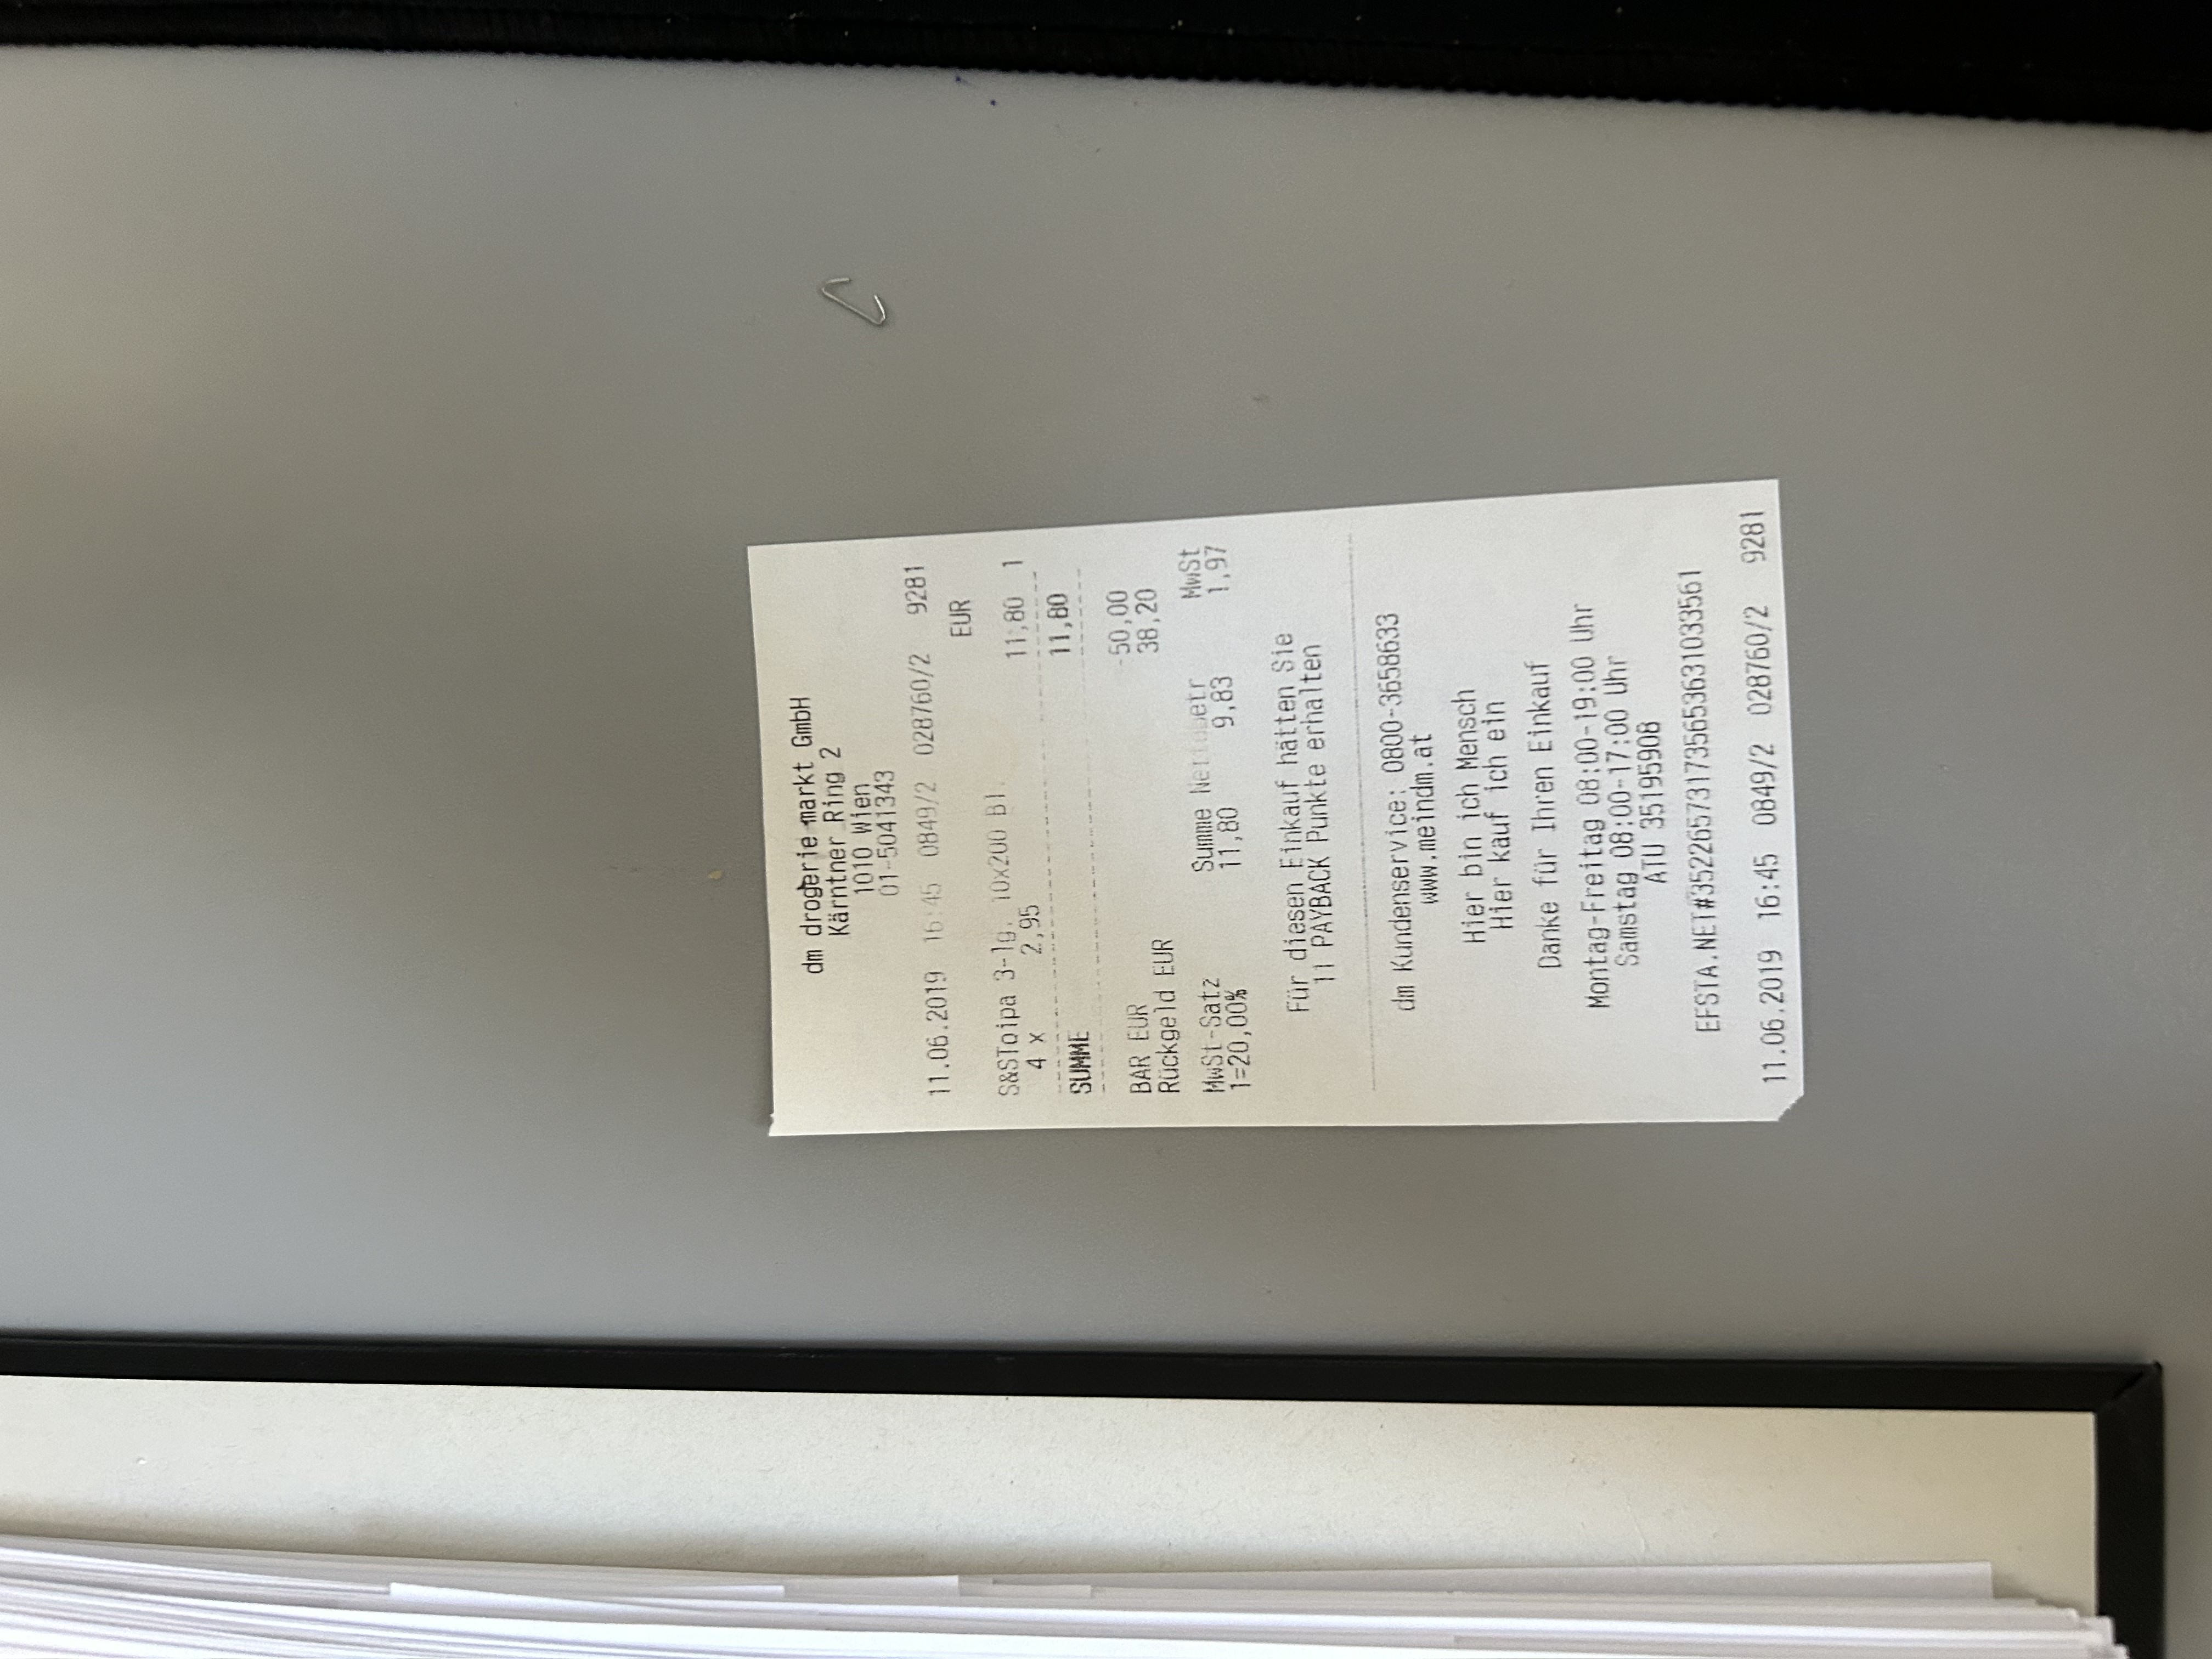 dm drogerie markt GmbH
Kärntner Ring 2
1010 Wien
01-5041343
11.06.2019 16:45 0849/2 028760/2 9281
EUR
S&SToipa 3-lg. 10x200 Bl.
4 x 2,95 11,80 1
SUMME 11,80
BAR EUR -50,00
Rückgeld EUR 38,20
MwSt-Satz Summe Nettobetr MwSt
1=20,00% 11,80 9,83 1,97
Für diesen Einkauf hätten Sie
11 PAYBACK Punkte erhalten
dm Kundenservice: 0800-3658633
www.meindm.at
Hier bin ich Mensch
Hier kauf ich ein
Danke für Ihren Einkauf
Montag-Freitag 08:00-19:00 Uhr
Samstag 08:00-17:00 Uhr
ATU 35195908
EFSTA.NET#352265731735653631033561
11.06.2019 16:45 0849/2 028760/2 9281